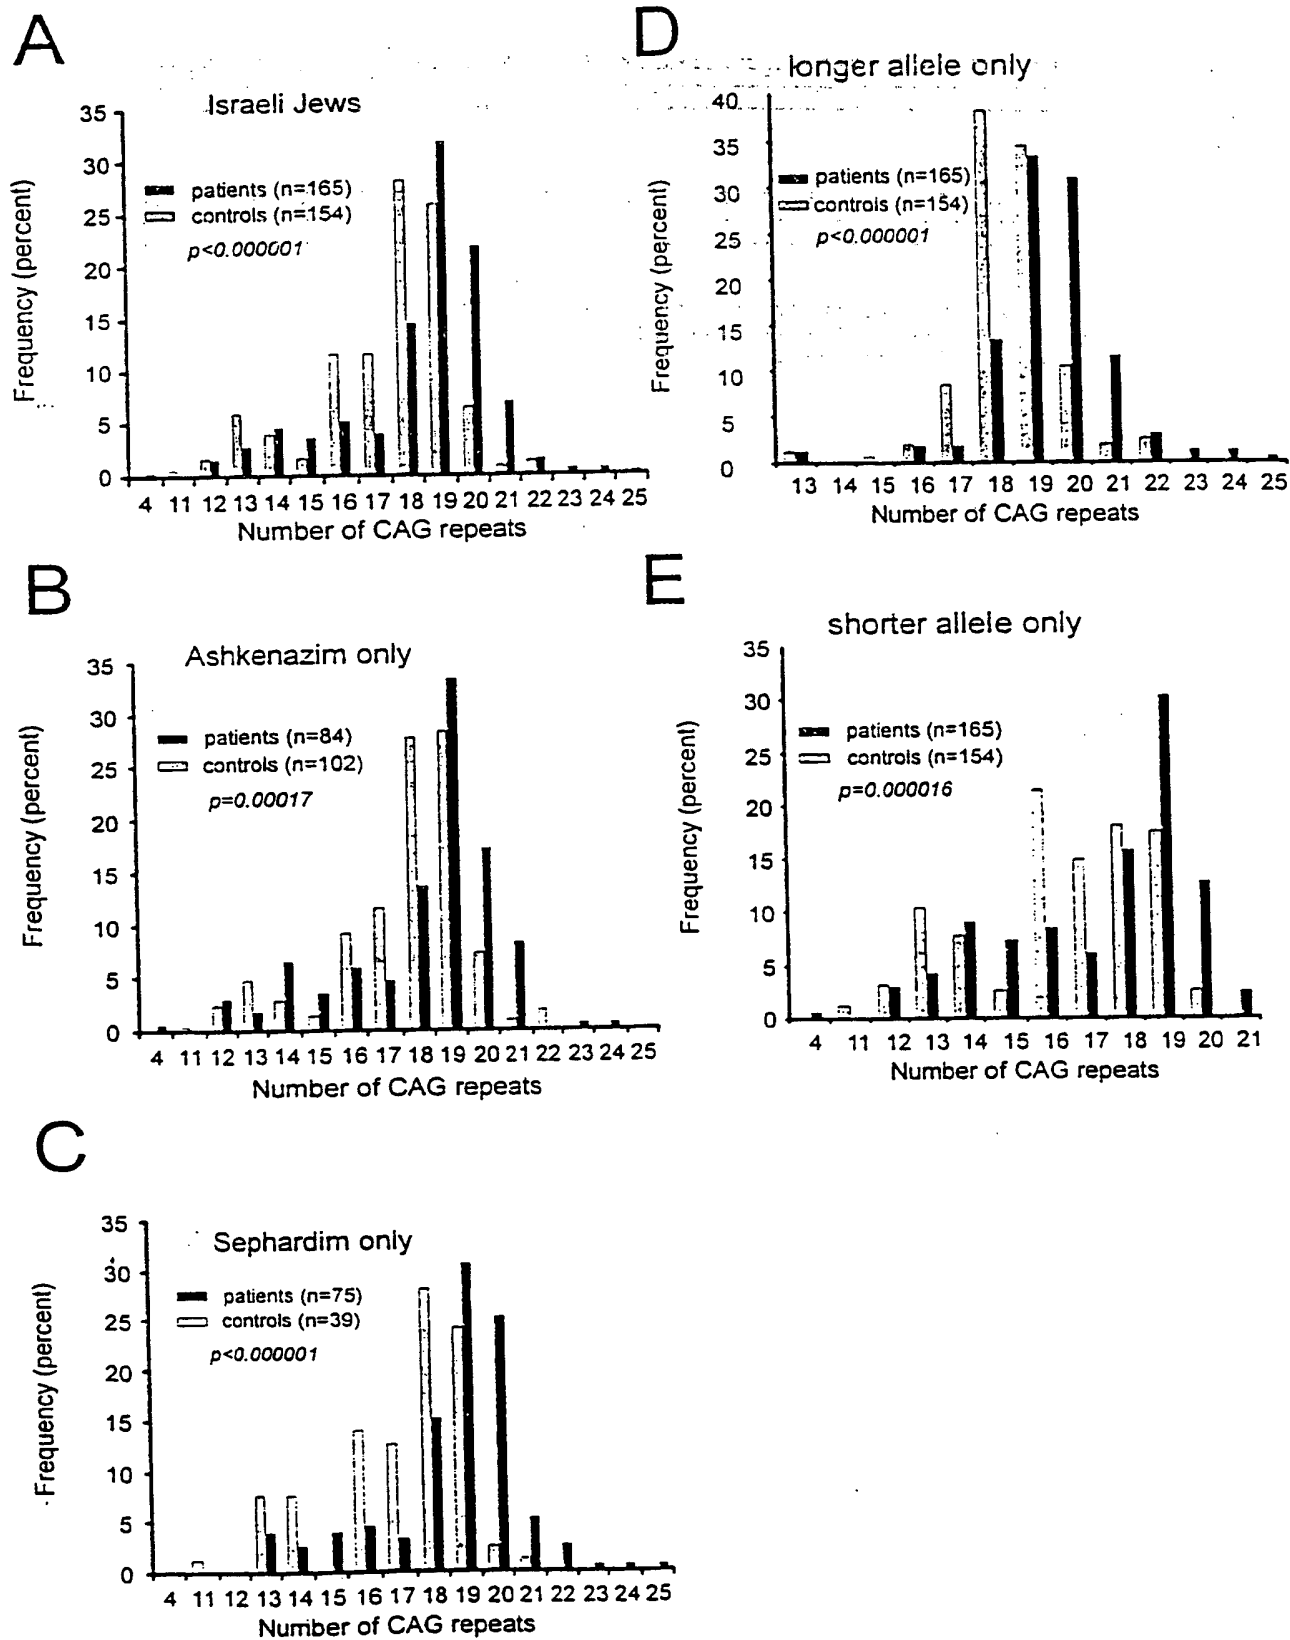 A
Israeli Jews
35
30
25
20
15
10
5
0
Frequency (percent)
patients (n=165)
controls (n=154)
p<0.000001
4 11 12 13 14 15 16 17 18 19 20 21 22 23 24 25
Number of CAG repeats
B
Ashkenazim only
35
30
25
20
15
10
5
0
Frequency (percent)
patients (n=84)
controls (n=102)
p=0.00017
4 11 12 13 14 15 16 17 18 19 20 21 22 23 24 25
Number of CAG repeats
C
Sephardim only
35
30
25
20
15
10
5
0
Frequency (percent)
patients (n=75)
controls (n=39)
p<0.000001
4 11 12 13 14 15 16 17 18 19 20 21 22 23 24 25
Number of CAG repeats
D
longer allele only
40
35
30
25
20
15
10
5
0
Frequency (percent)
patients (n=165)
controls (n=154)
p<0.000001
13 14 15 16 17 18 19 20 21 22 23 24 25
Number of CAG repeats
E
shorter allele only
35
30
25
20
15
10
5
0
Frequency (percent)
patients (n=165)
controls (n=154)
p=0.000016
4 11 12 13 14 15 16 17 18 19 20 21
Number of CAG repeats